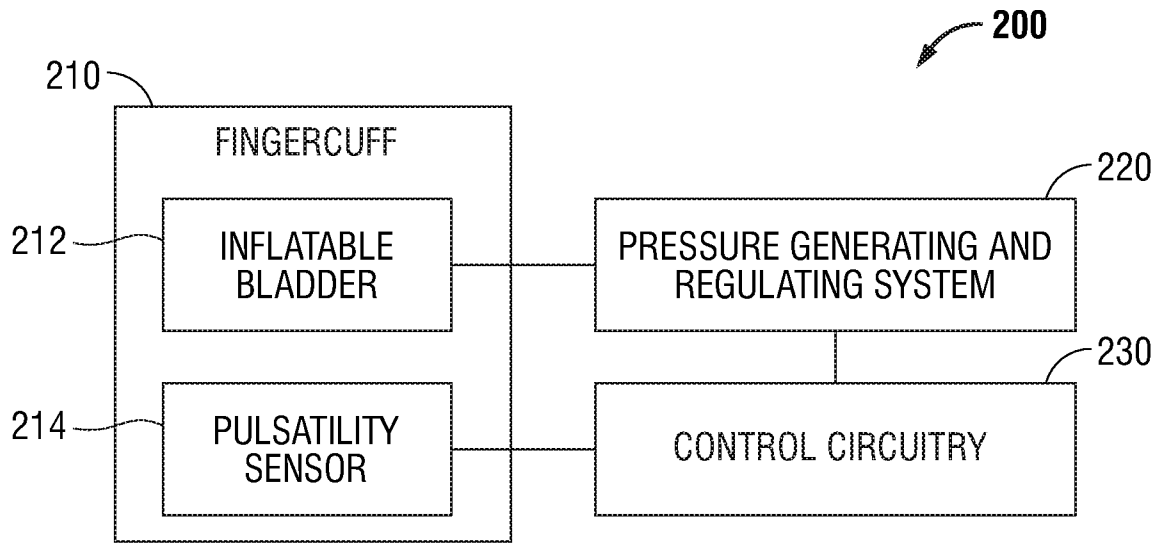 200
210
FINGERCUFF
220
212
INFLATABLE
BLADDER
PRESSURE GENERATING AND
REGULATING SYSTEM
230
214
PULSATILITY
SENSOR
CONTROL CIRCUITRY